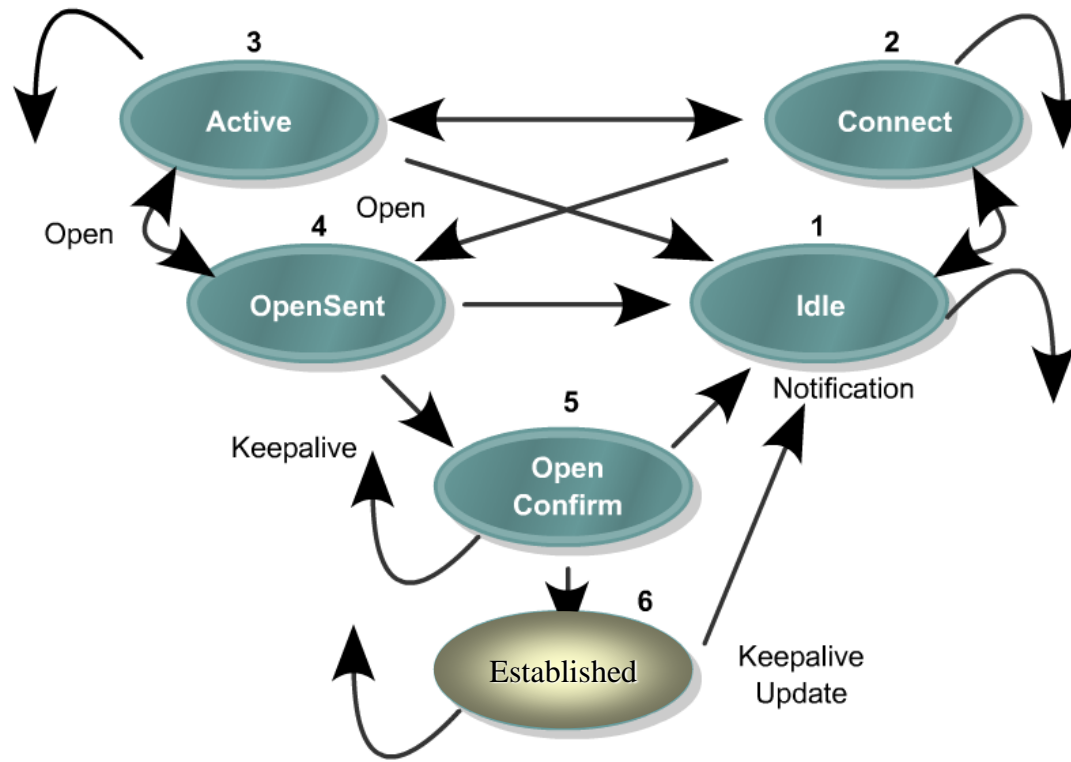 3
2
Active
Connect
Open
Open
4
1
OpenSent
Idle
Notification
5
Keepalive
Open
Confirm
6
Established
Keepalive
Update